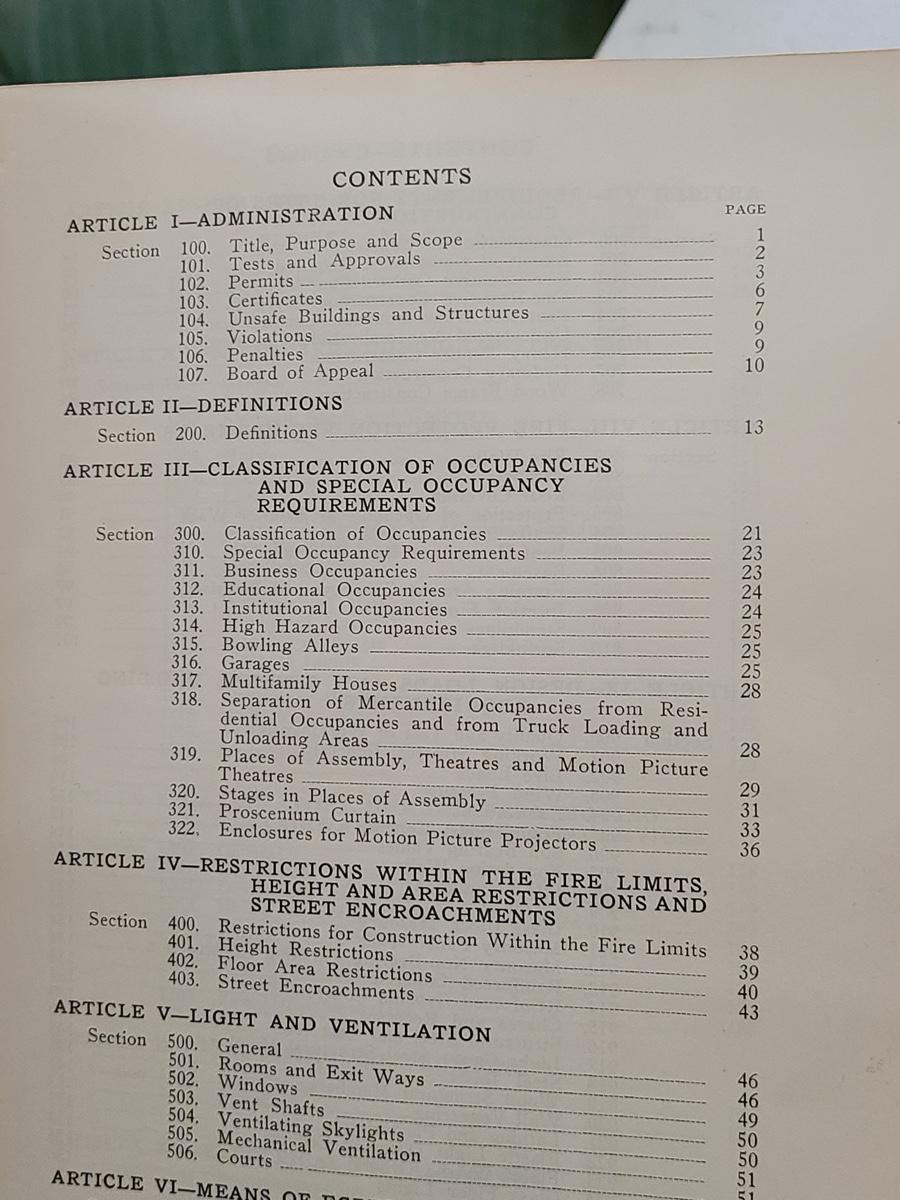 CONTENTS
PAGE
ARTICLE I—ADMINISTRATION
Section 100. Title, Purpose and Scope 1
101. Tests and Approvals 2
102. Permits 3
103. Certificates 6
104. Unsafe Buildings and Structures 7
105. Violations 9
106. Penalties 9
107. Board of Appeal 10
ARTICLE II—DEFINITIONS
Section 200. Definitions 13
ARTICLE III—CLASSIFICATION OF OCCUPANCIES
AND SPECIAL OCCUPANCY
REQUIREMENTS
Section 300. Classification of Occupancies 21
310. Special Occupancy Requirements 23
311. Business Occupancies 23
312. Educational Occupancies 24
313. Institutional Occupancies 24
314. High Hazard Occupancies 25
315. Bowling Alleys 25
316. Garages 25
317. Multifamily Houses 28
318. Separation of Mercantile Occupancies from Resi-
dential Occupancies and from Truck Loading and
Unloading Areas 28
319. Places of Assembly, Theatres and Motion Picture
Theatres 29
320. Stages in Places of Assembly 31
321. Proscenium Curtain 33
322. Enclosures for Motion Picture Projectors 36
ARTICLE IV—RESTRICTIONS WITHIN THE FIRE LIMITS,
HEIGHT AND AREA RESTRICTIONS AND
STREET ENCROACHMENTS
Section 400. Restrictions for Construction Within the Fire Limits 38
401. Height Restrictions 39
402. Floor Area Restrictions 40
403. Street Encroachments 43
ARTICLE V—LIGHT AND VENTILATION
Section 500. General 46
501. Rooms and Exit Ways 46
502. Windows 49
503. Vent Shafts 50
504. Ventilating Skylights 50
505. Mechanical Ventilation 51
506. Courts 51
ARTICLE VI—MEANS OF